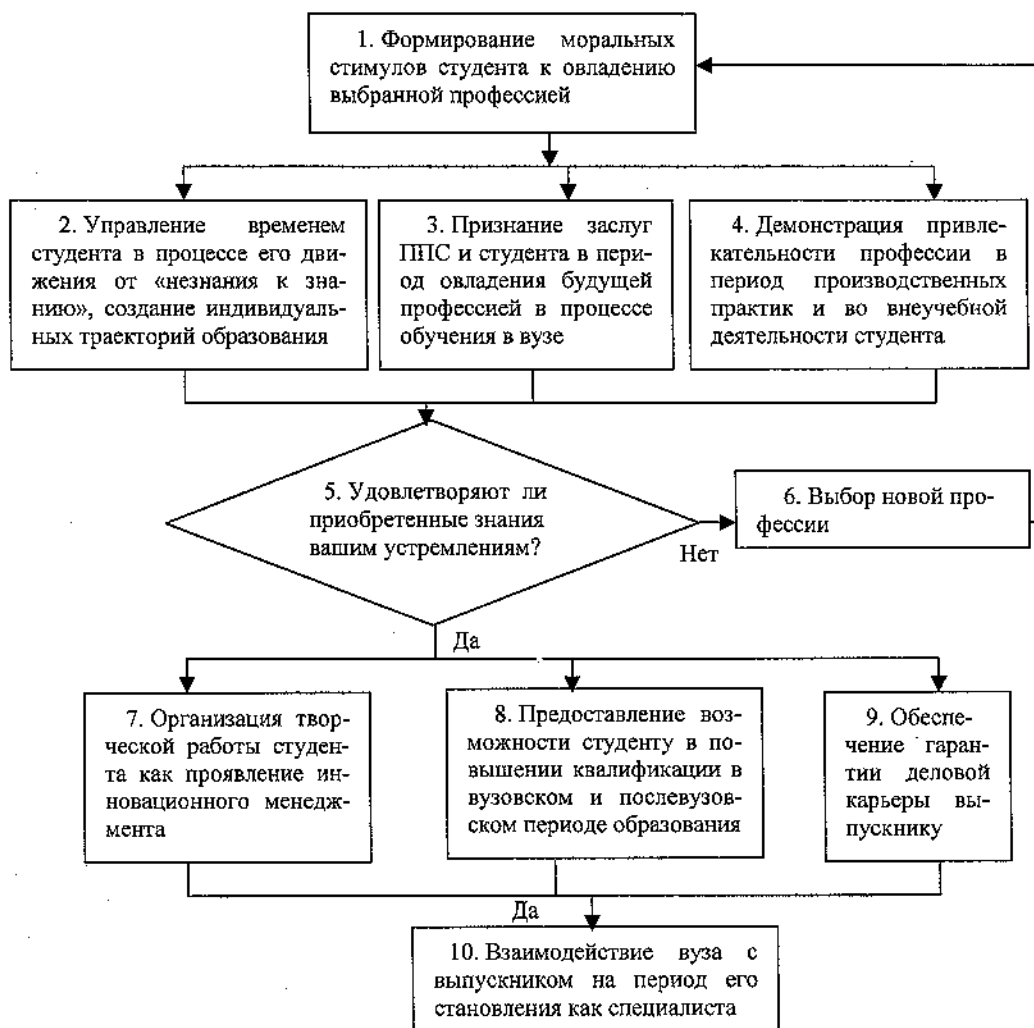 1. Формирование моральных
стимулов студента к овладению
выбранной профессией
2. Управление временем
студента в процессе его дви-
жения от «незнания к зна-
нию», создание индивидуаль-
ных траекторий образования
3. Признание заслуг
ППС и студента в пери-
од овладения будущей
профессией в процессе
обучения в вузе
4. Демонстрация привле-
кательности профессии в
период производственных
практик и во внеучебной
деятельности студента
5. Удовлетворяют ли
приобретенные знания
вашим устремлениям?
Нет
6. Выбор новой про-
фессии
Да
7. Организация твор-
ческой работы студен-
та как проявление ин-
новационного менедж-
мента
8. Предоставление воз-
можности студенту в по-
вышении квалификации в
вузовском и послевузов-
ском периоде образования
9. Обеспе-
чение гаран-
тии деловой
карьеры вы-
пускнику
Да
10. Взаимодействие вуза с
выпускником на период его
становления как специалиста